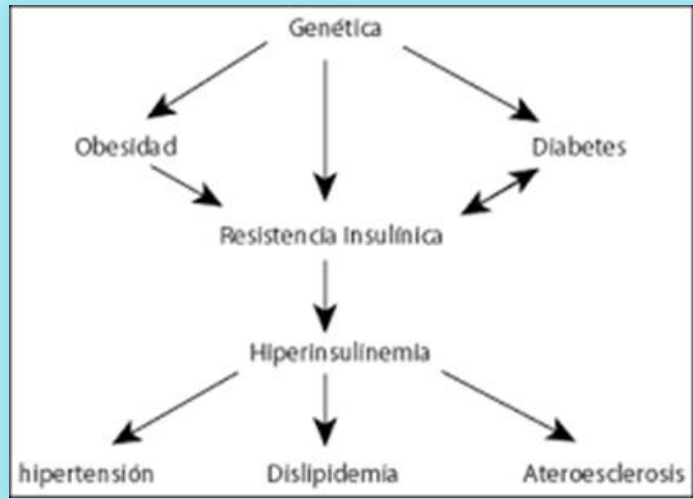 Genética
Obesidad
Diabetes
Resistencia Insulínica
Hiperinsulinemia
hipertensión
Dislipidemia
Ateroesclerosis